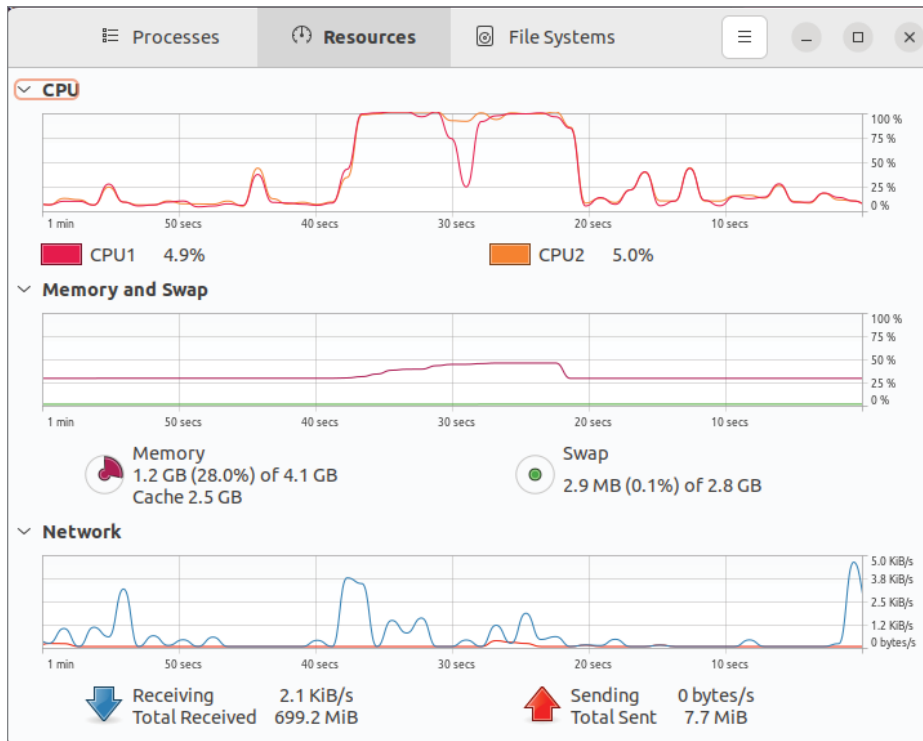 Processes Resources File Systems
CPU
100 %
75 %
50 %
25 %
0 %
1 min 50 secs 40 secs 30 secs 20 secs 10 secs
CPU1 4.9% CPU2 5.0%
Memory and Swap
100 %
75 %
50 %
25 %
0 %
1 min 50 secs 40 secs 30 secs 20 secs 10 secs
Memory Swap
1.2 GB (28.0%) of 4.1 GB 2.9 MB (0.1%) of 2.8 GB
Cache 2.5 GB
Network
5.0 KiB/s
3.8 KiB/s
2.5 KiB/s
1.2 KiB/s
0 bytes/s
1 min 50 secs 40 secs 30 secs 20 secs 10 secs
Receiving 2.1 KiB/s Sending 0 bytes/s
Total Received 699.2 MiB Total Sent 7.7 MiB